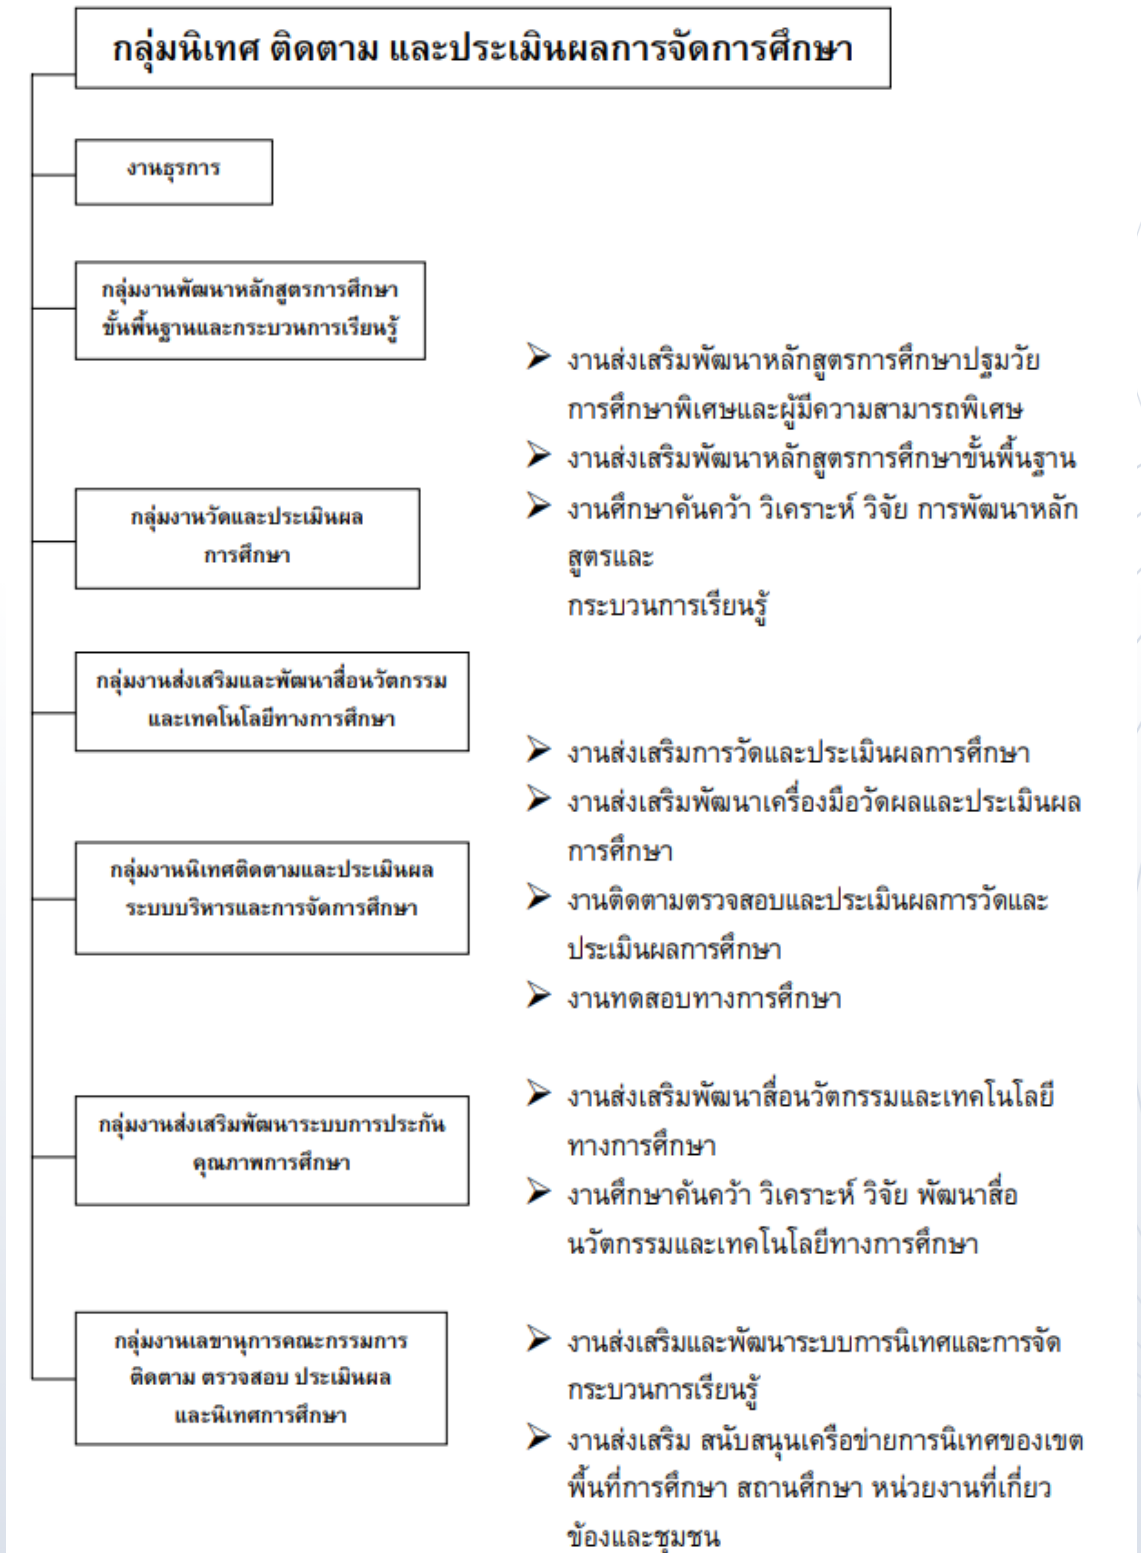 กลุ่มนิเทศ ติดตาม และประเมินผลการจัดการศึกษา
งานธุรการ
กลุ่มงานพัฒนาหลักสูตรการศึกษา
ขั้นพื้นฐานและกระบวนการเรียนรู้
กลุ่มงานวัดและประเมินผล
การศึกษา
กลุ่มงานส่งเสริมและพัฒนาสื่อนวัตกรรม
และเทคโนโลยีทางการศึกษา
กลุ่มงานนิเทศติดตามและประเมินผล
ระบบบริหารและการจัดการศึกษา
กลุ่มงานส่งเสริมพัฒนาระบบการประกัน
คุณภาพการศึกษา
กลุ่มงานเลขานุการคณะกรรมการ
ติดตาม ตรวจสอบ ประเมินผล
และนิเทศการศึกษา
➢ งานส่งเสริมพัฒนาหลักสูตรการศึกษาปฐมวัย
การศึกษาพิเศษและผู้มีความสามารถพิเศษ
➢ งานส่งเสริมพัฒนาหลักสูตรการศึกษาขั้นพื้นฐาน
➢ งานศึกษาค้นคว้า วิเคราะห์ วิจัย การพัฒนาหลัก
สูตรและ
กระบวนการเรียนรู้
➢ งานส่งเสริมการวัดและประเมินผลการศึกษา
➢ งานส่งเสริมพัฒนาเครื่องมือวัดผลและประเมินผล
การศึกษา
➢ งานติดตามตรวจสอบและประเมินผลการวัดและ
ประเมินผลการศึกษา
➢ งานทดสอบทางการศึกษา
➢ งานส่งเสริมพัฒนาสื่อนวัตกรรมและเทคโนโลยี
ทางการศึกษา
➢ งานศึกษาค้นคว้า วิเคราะห์ วิจัย พัฒนาสื่อ
นวัตกรรมและเทคโนโลยีทางการศึกษา
➢ งานส่งเสริมและพัฒนาระบบการนิเทศและการจัด
กระบวนการเรียนรู้
➢ งานส่งเสริม สนับสนุนเครือข่ายการนิเทศของเขต
พื้นที่การศึกษา สถานศึกษา หน่วยงานที่เกี่ยว
ข้องและชุมชน